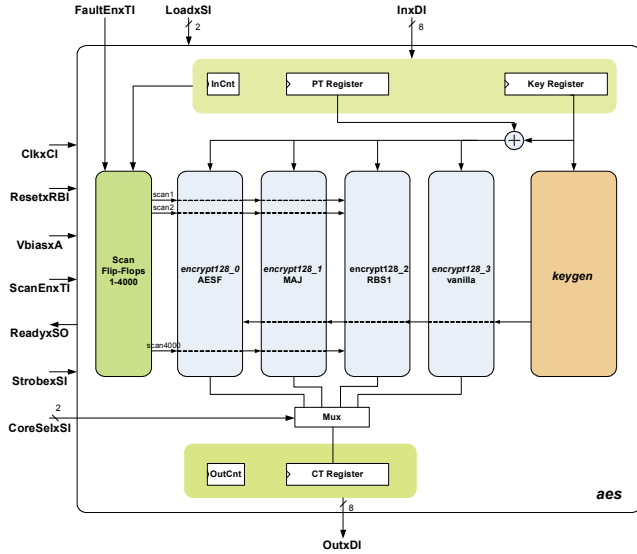 FaultEnxTI
LoadxSI
InxDI
2
8
InCnt
PT Register
Key Register
ClkxCI
ResetxRBI
VbiasxA
ScanEnxTI
ReadyxSO
StrobexSI
CoreSelxSI
2
scan1
scan2
scan4000
Scan
Flip-Flops
1-4000
encrypt128_0
AESF
encrypt128_1
MAJ
encrypt128_2
RBS1
encrypt128_3
vanilla
keygen
Mux
OutCnt
CT Register
aes
8
OutxDI